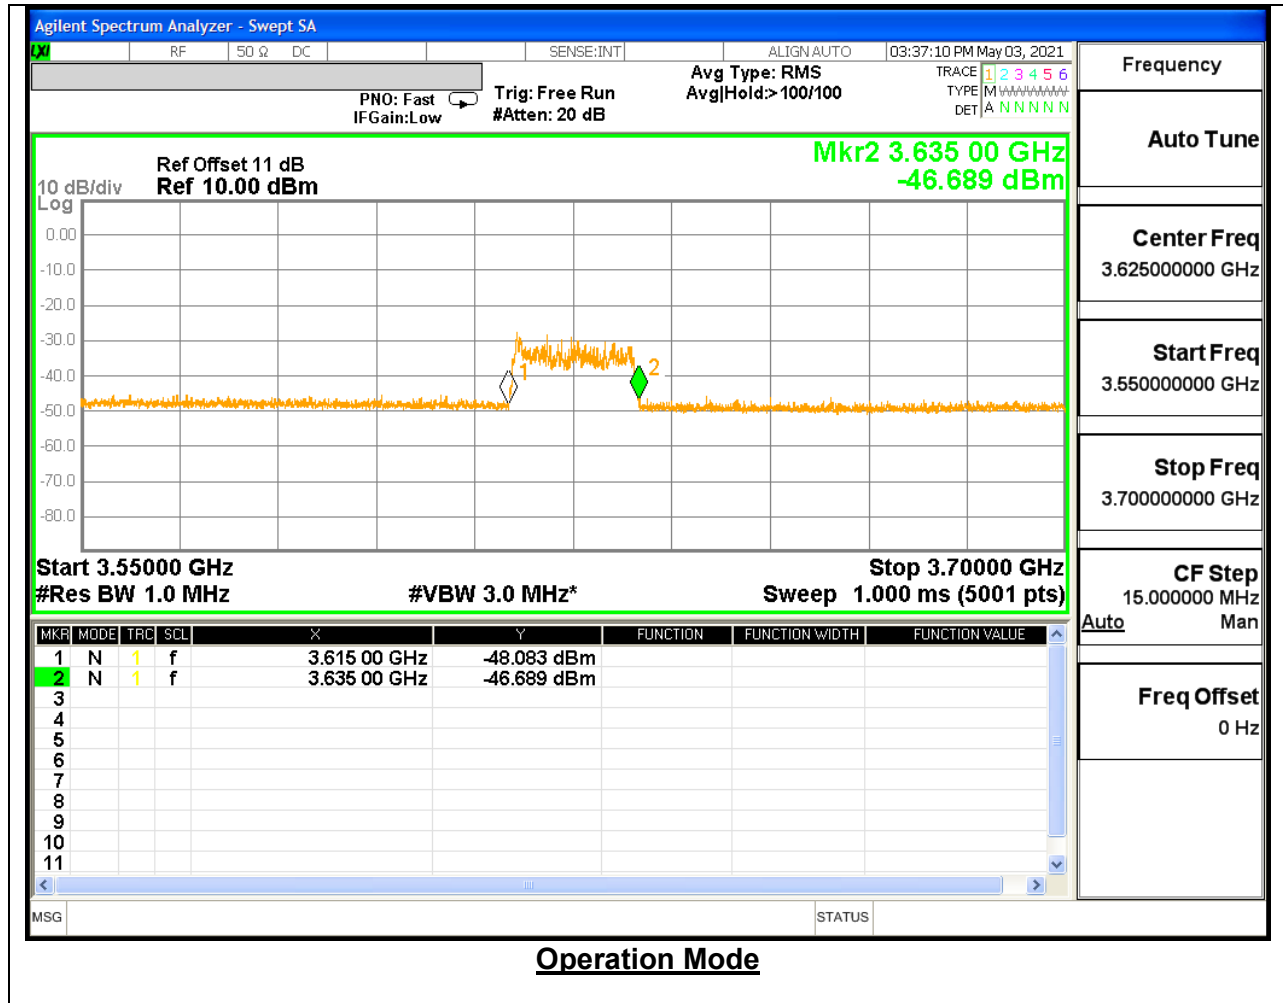 Agilent Spectrum Analyzer - Swept SA
LXI RF 50 Ω DC SENSE:INT ALIGN AUTO 03:37:10 PM May 03, 2021
PNO: Fast
IFGain:Low
Trig: Free Run
#Atten: 20 dB
Avg Type: RMS
Avg|Hold:>100/100
TRACE 1 2 3 4 5 6
TYPE M WWWWW
DET A N N N N N
Ref Offset 11 dB
Ref 10.00 dBm
10 dB/div
Log
Mkr2 3.635 00 GHz
-46.689 dBm
0.00
-10.0
-20.0
-30.0
-40.0
-50.0
-60.0
-70.0
-80.0
1
2
Start 3.55000 GHz
Stop 3.70000 GHz
#Res BW 1.0 MHz
#VBW 3.0 MHz*
Sweep 1.000 ms (5001 pts)
MKR MODE TRC SCL X Y FUNCTION FUNCTION WIDTH FUNCTION VALUE
1 N 1 f 3.615 00 GHz -48.083 dBm
2 N 1 f 3.635 00 GHz -46.689 dBm
3
4
5
6
7
8
9
10
11
MSG
STATUS
Frequency
Auto Tune
Center Freq
3.625000000 GHz
Start Freq
3.550000000 GHz
Stop Freq
3.700000000 GHz
CF Step
15.000000 MHz
Auto Man
Freq Offset
0 Hz
Operation Mode